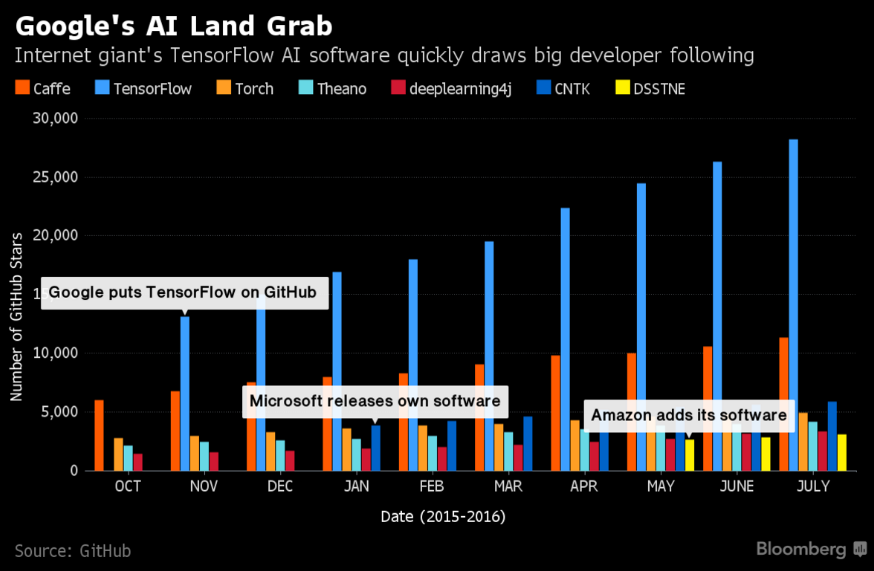 Google's AI Land Grab
Internet giant's TensorFlow AI software quickly draws big developer following
Caffe TensorFlow Torch Theano deeplearning4j CNTK DSSTNE
Number of GitHub Stars
30,000
25,000
20,000
Google puts TensorFlow on GitHub
10,000
Microsoft releases own software
Amazon adds its software
5,000
0
OCT NOV DEC JAN FEB MAR APR MAY JUNE JULY
Date (2015-2016)
Source: GitHub
Bloomberg